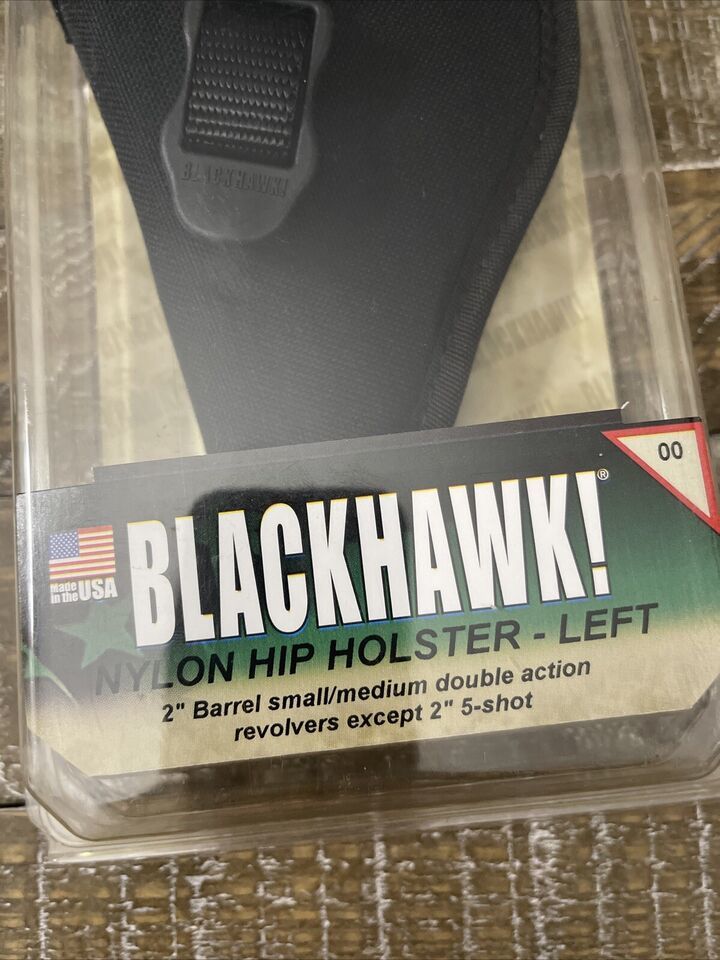 BLACKHAWK!
00
BLACKHAWK!®
Made
in the USA
NYLON HIP HOLSTER - LEFT
2" Barrel small/medium double action
revolvers except 2" 5-shot